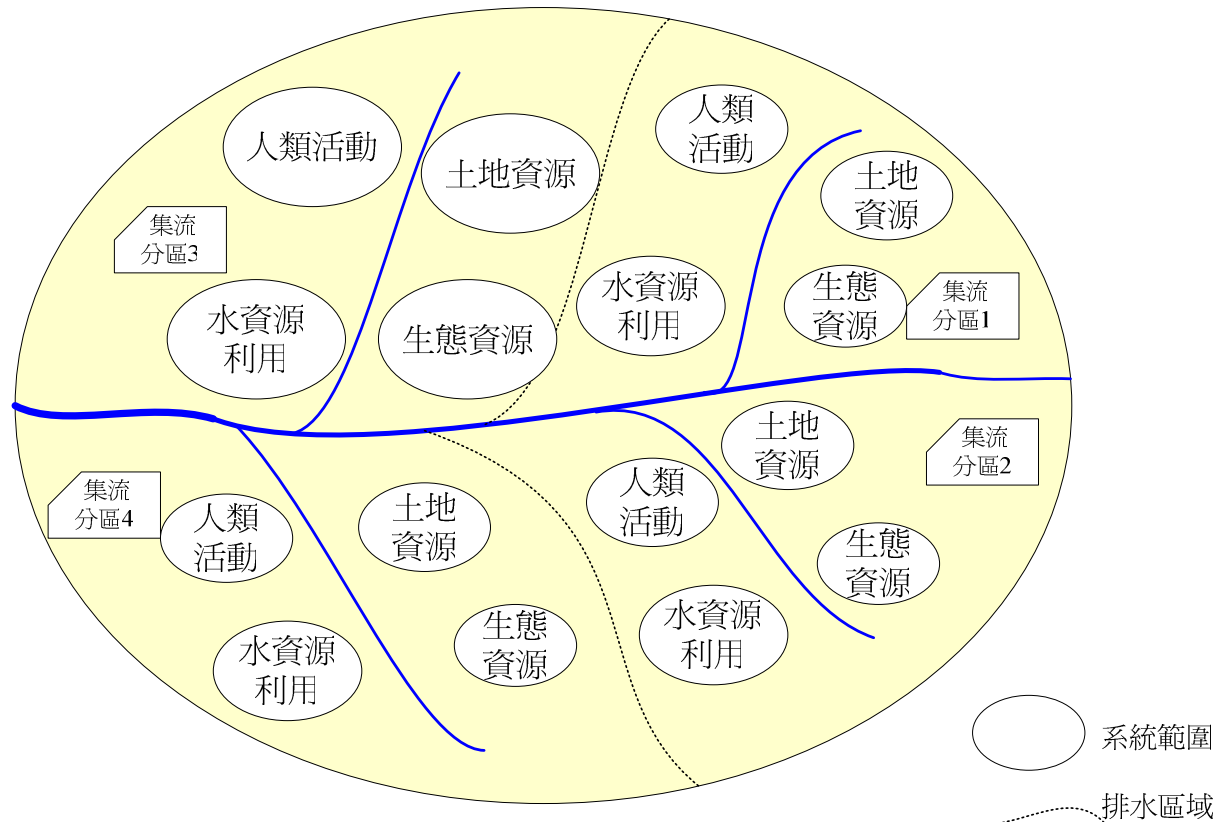 人類
活動
人類活動
土地資源
土地
資源
集流
分區3
水資源
利用
生態資源
水資源
利用
生態
資源
集流
分區1
土地
資源
集流
分區2
人類
活動
集流
分區4
人類
活動
土地
資源
生態
資源
水資源
利用
生態
資源
水資源
利用
系統範圍
排水區域